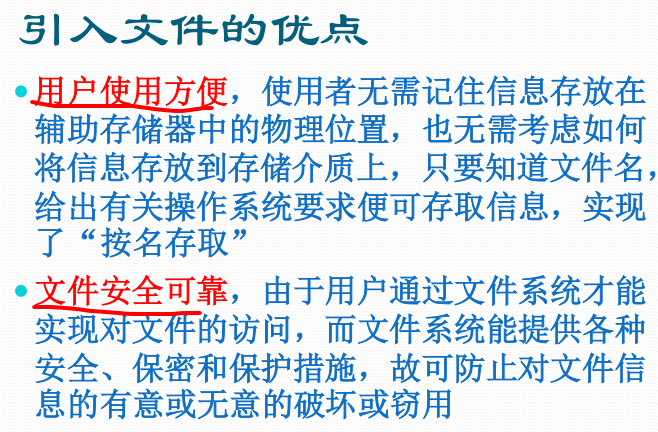 引入文件的优点
用户使用方便，使用者无需记住信息存放在
辅助存储器中的物理位置，也无需考虑如何
将信息存放到存储介质上，只要知道文件名，
给出有关操作系统要求便可存取信息，实现
了“按名存取”
文件安全可靠，由于用户通过文件系统才能
实现对文件的访问，而文件系统能提供各种
安全、保密和保护措施，故可防止对文件信
息的有意或无意的破坏或窃用